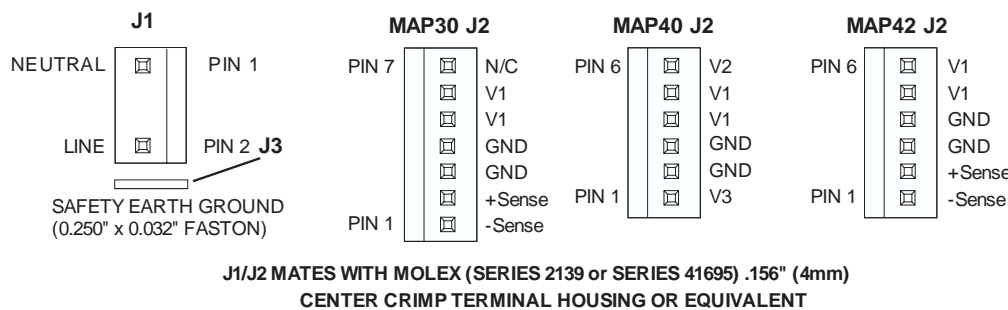 J1
NEUTRAL PIN 1
LINE PIN 2 J3
SAFETY EARTH GROUND
(0.250" x 0.032" FASTON)
MAP30 J2
PIN 7 N/C
V1
V1
GND
GND
+Sense
PIN 1 -Sense
MAP40 J2
PIN 6 V2
V1
V1
GND
GND
PIN 1 V3
MAP42 J2
PIN 6 V1
V1
GND
GND
+Sense
PIN 1 -Sense
J1/J2 MATES WITH MOLEX (SERIES 2139 or SERIES 41695) .156" (4mm)
CENTER CRIMP TERMINAL HOUSING OR EQUIVALENT